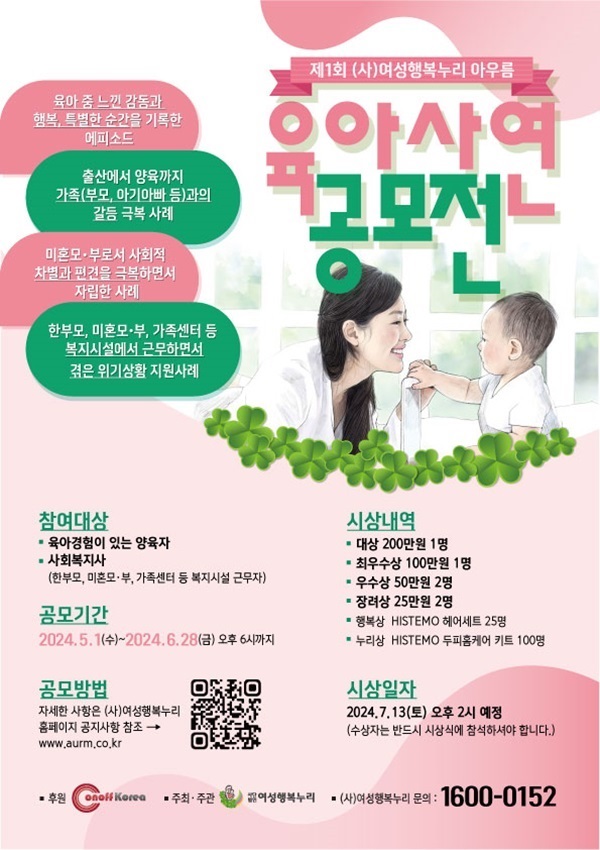 제1회 (사)여성행복누리 아우름
육아사연
공모전
육아 중 느낀 감동과
행복, 특별한 순간을 기록한
에피소드
출산에서 양육까지
가족(부모, 아기아빠 등)과의
갈등 극복 사례
미혼모·부로서 사회적
차별과 편견을 극복하면서
자립한 사례
한부모, 미혼모·부, 가족센터 등
복지시설에서 근무하면서
겪은 위기상황 지원사례
참여대상
▪ 육아경험이 있는 양육자
▪ 사회복지사
(한부모, 미혼모·부, 가족센터 등 복지시설 근무자)
공모기간
2024.5.1(수)~2024.6.28(금) 오후 6시까지
공모방법
자세한 사항은 (사)여성행복누리
홈페이지 공지사항 참조 →
www.aurm.co.kr
시상내역
▪ 대상 200만원 1명
▪ 최우수상 100만원 1명
▪ 우수상 50만원 2명
▪ 장려상 25만원 2명
▪ 행복상 HISTEMO 헤어세트 25명
▪ 누리상 HISTEMO 두피홈케어 키트 100명
시상일자
2024.7.13(토) 오후 2시 예정
(수상자는 반드시 시상식에 참석하셔야 합니다.)
▪ 후원 Conoff Korea ▪ 주최·주관 여성행복누리 ▪ (사)여성행복누리 문의 : 1600-0152